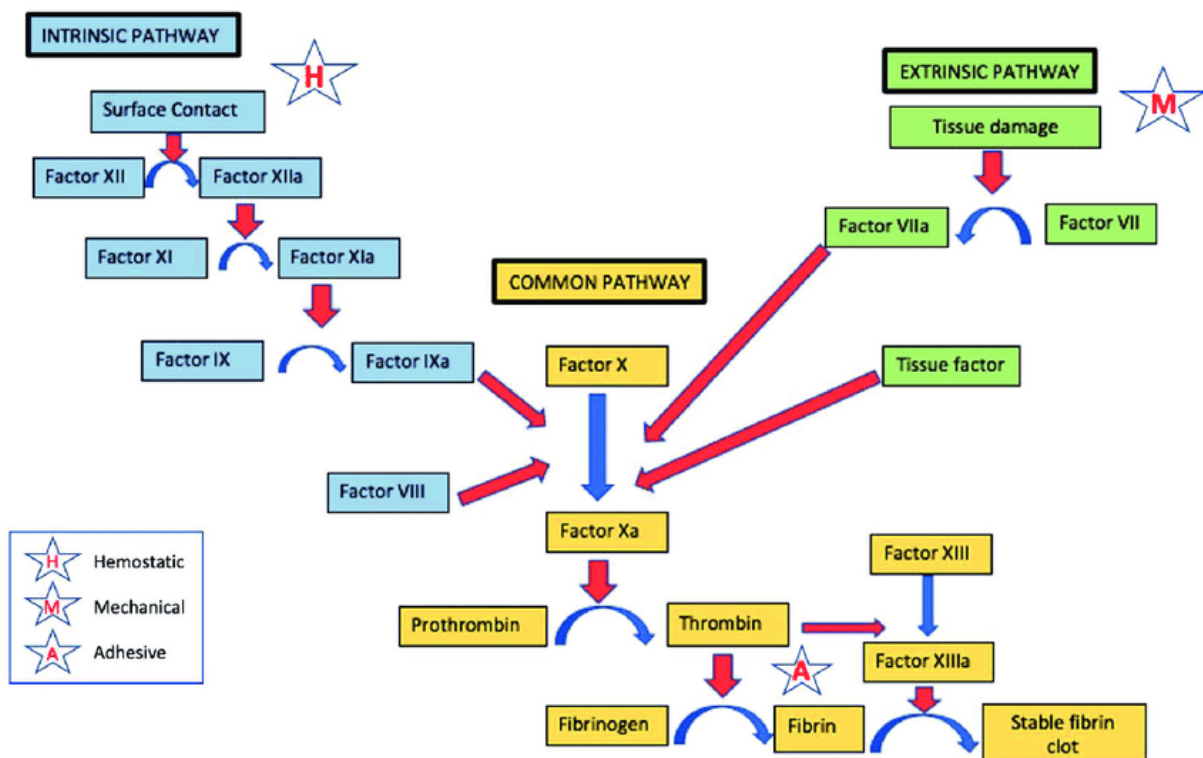 INTRINSIC PATHWAY
H
EXTRINSIC PATHWAY
M
Surface Contact
Tissue damage
Factor XII
Factor XIIa
Factor VIIa
Factor VII
Factor XI
Factor XIa
COMMON PATHWAY
Factor IX
Factor IXa
Factor X
Tissue factor
Factor VIII
Factor Xa
Factor XIII
H Hemostatic
M Mechanical
A Adhesive
Prothrombin
Thrombin
Factor XIIIa
A
Fibrinogen
Fibrin
Stable fibrin
clot